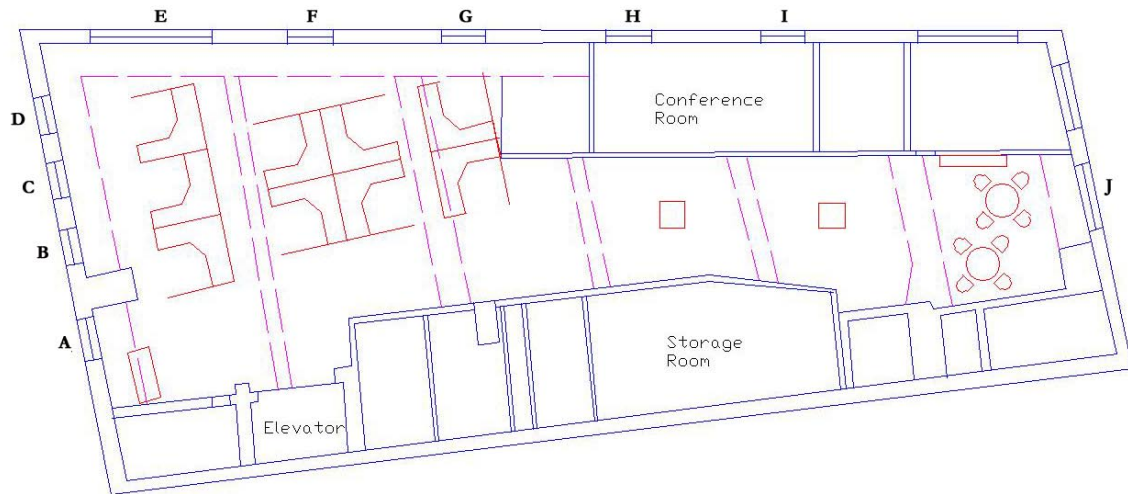 E F G H I
D
Conference
Room
C
J
B
A
Storage
Room
Elevator